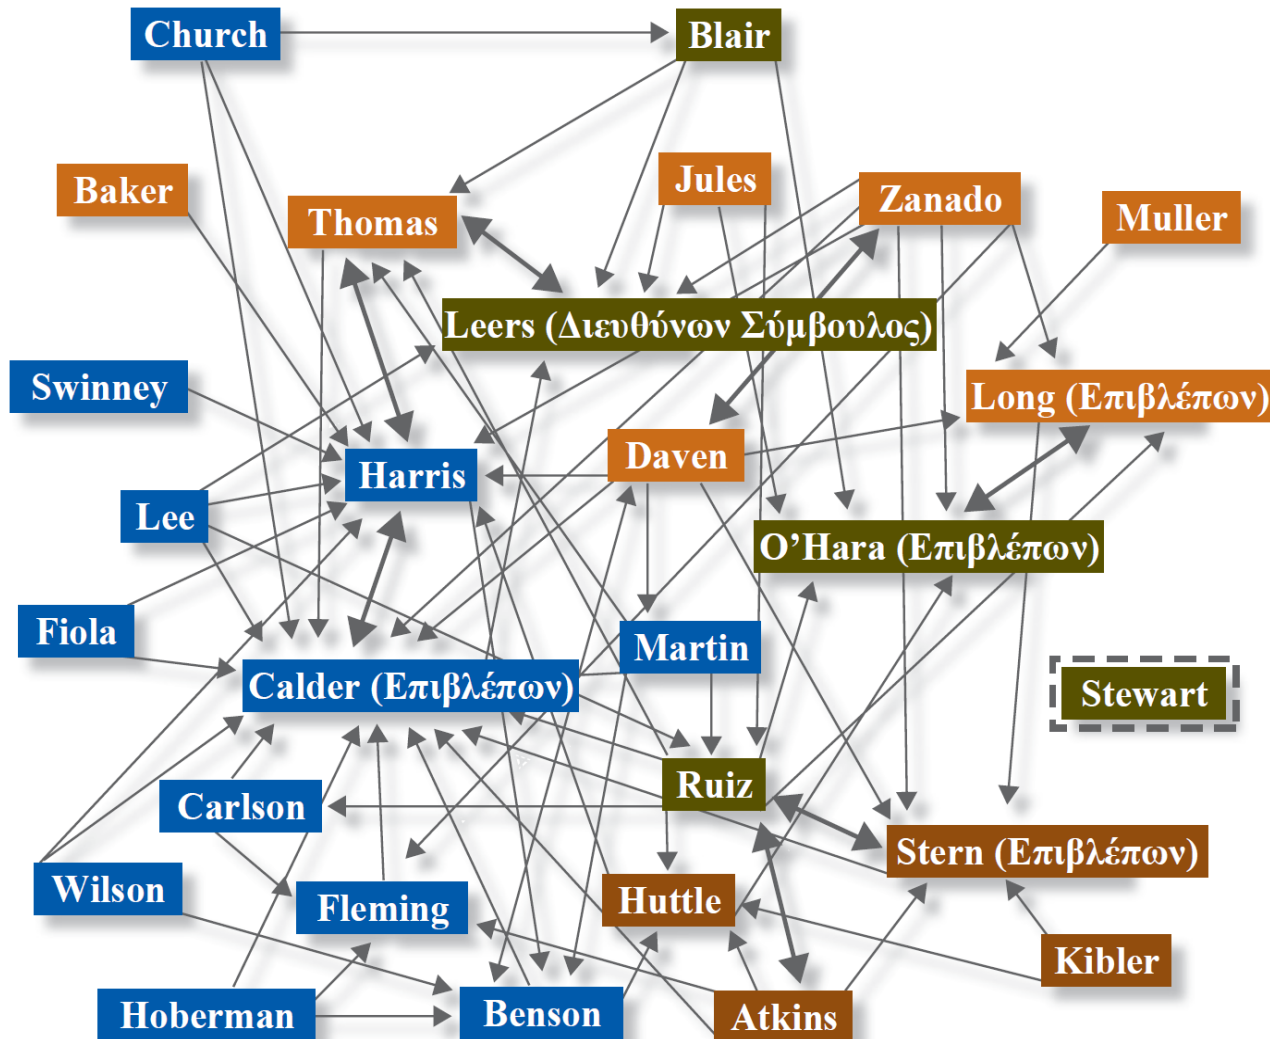 Church
Blair
Baker
Thomas
Jules
Zanado
Muller
Leers (Διευθύνων Σύμβουλος)
Swinney
Long (Επιβλέπων)
Harris
Daven
Lee
O’Hara (Επιβλέπων)
Fiola
Martin
Calder (Επιβλέπων)
Stewart
Ruiz
Carlson
Stern (Επιβλέπων)
Wilson
Fleming
Huttle
Kibler
Hoberman
Benson
Atkins